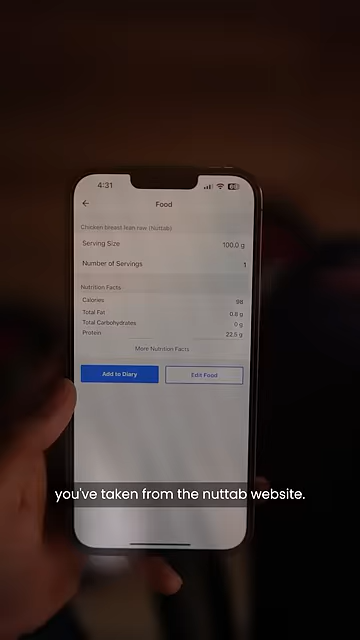 4:31
Food
Chicken breast lean raw (Nuttab)
Serving Size 100.0 g
Number of Servings 1
Nutrition Facts
Calories 98
Total Fat 0.8 g
Total Carbohydrates 0 g
Protein 22.5 g
More Nutrition Facts
Add to Diary Edit Food
you've taken from the nuttab website.